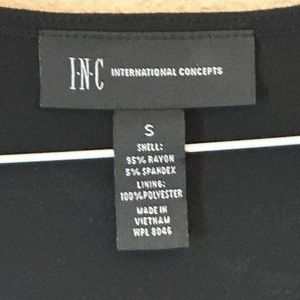 I·N·C INTERNATIONAL CONCEPTS
S
SHELL:
95% RAYON
5% SPANDEX
LINING:
100% POLYESTER
MADE IN
VIETNAM
WPL 8046